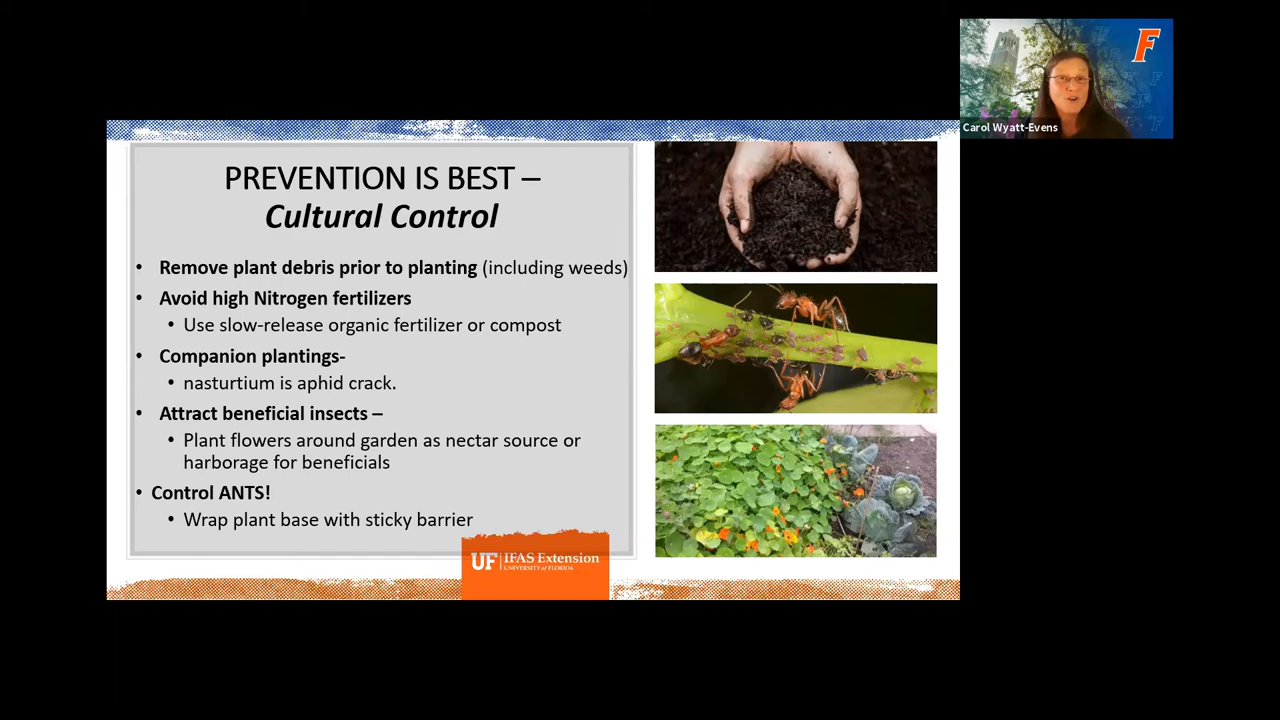 PREVENTION IS BEST –
Cultural Control
• Remove plant debris prior to planting (including weeds)
• Avoid high Nitrogen fertilizers
• Use slow-release organic fertilizer or compost
• Companion plantings-
• nasturtium is aphid crack.
• Attract beneficial insects –
• Plant flowers around garden as nectar source or
harborage for beneficials
• Control ANTS!
• Wrap plant base with sticky barrier
UF | IFAS Extension
UNIVERSITY of FLORIDA
F
Carol Wyatt-Evens